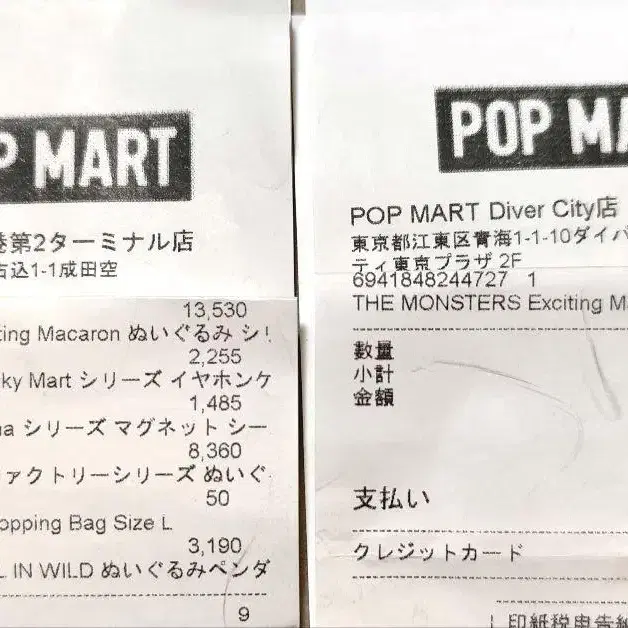 P MART
港第2ターミナル店
古込1-1成田空
13,530
ting Macaron ぬいぐるみ シリ
2,255
ky Mart シリーズ イヤホンケ
1,485
na シリーズ マグネット シー
8,360
ァクトリーシリーズ ぬいぐ
50
opping Bag Size L
3,190
L IN WILD ぬいぐるみペンダ
9
POP MA
POP MART Diver City店
東京都江東区青海1-1-10ダイバ
ティ東京プラザ 2F
6941848244727 1
THE MONSTERS Exciting M
数量
小計
金額
支払い
クレジットカード
印紙税申告納